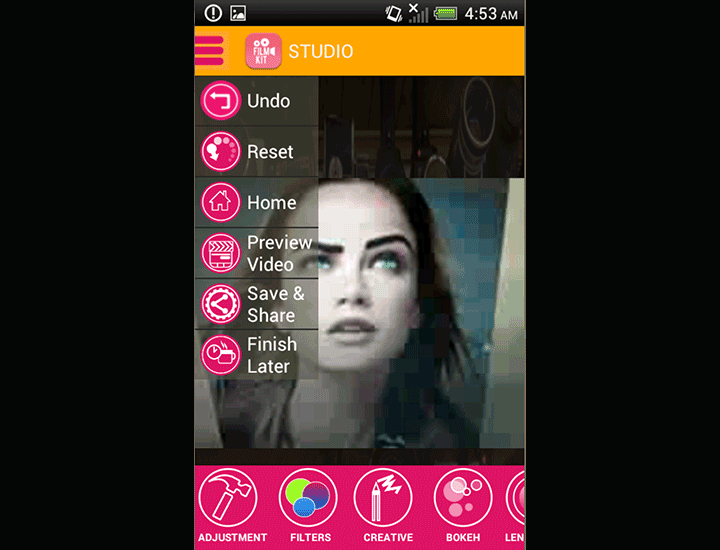 4:53 AM
FILM
KIT
STUDIO
Undo
Reset
Home
Preview
Video
Save &
Share
Finish
Later
ADJUSTMENT
FILTERS
CREATIVE
BOKEH
LEN